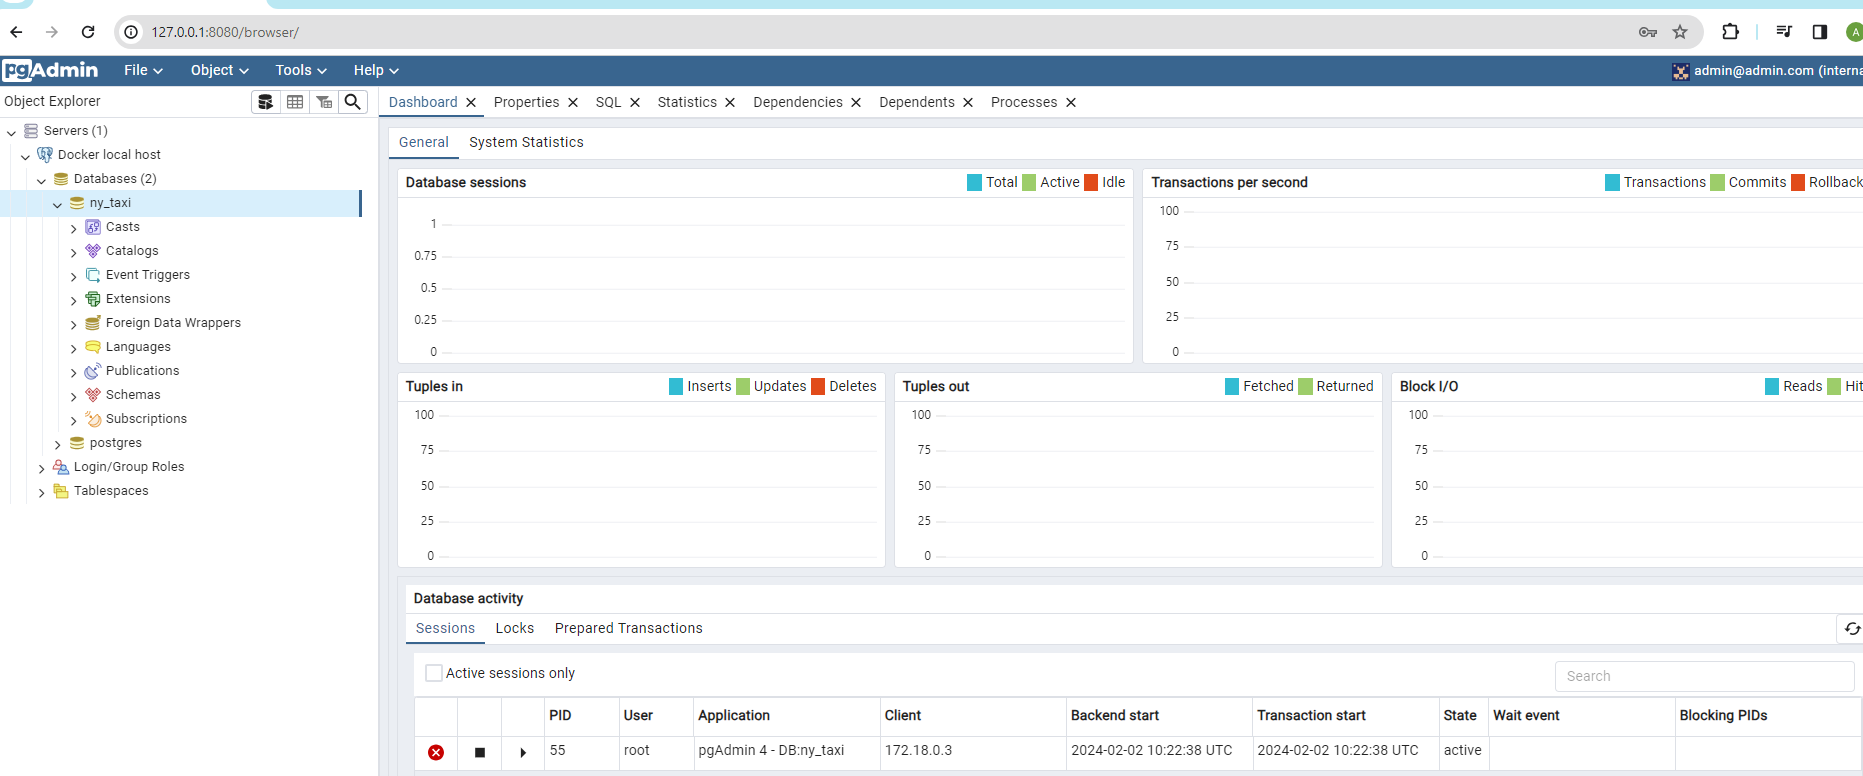 127.0.0.1:8080/browser/
A
pgAdmin File Object Tools Help admin@admin.com (interna
Object Explorer
Dashboard Properties SQL Statistics Dependencies Dependents Processes
Servers (1)
Docker local host
Databases (2)
ny_taxi
Casts
Catalogs
Event Triggers
Extensions
Foreign Data Wrappers
Languages
Publications
Schemas
Subscriptions
postgres
Login/Group Roles
Tablespaces
General System Statistics
Database sessions Total Active Idle
1
0.75
0.5
0.25
0
Transactions per second Transactions Commits Rollback
100
75
50
25
0
Tuples in Inserts Updates Deletes
100
75
50
25
0
Tuples out Fetched Returned
100
75
50
25
0
Block I/O Reads Hit
100
75
50
25
0
Database activity
Sessions Locks Prepared Transactions
Active sessions only
Search
PID User Application Client Backend start Transaction start State Wait event Blocking PIDs
55 root pgAdmin 4 - DB:ny_taxi 172.18.0.3 2024-02-02 10:22:38 UTC 2024-02-02 10:22:38 UTC active